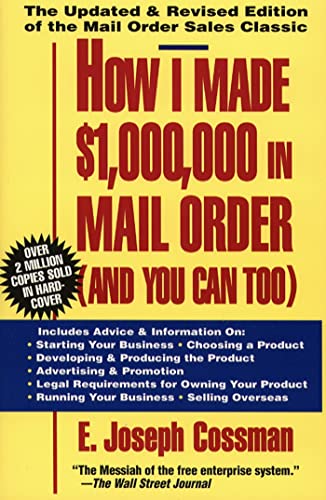 The Updated & Revised Edition
of the Mail Order Sales Classic
HOW I MADE
$1,000,000 IN
MAIL ORDER
(AND YOU CAN TOO)
OVER
2 MILLION
COPIES SOLD
IN HARD-
COVER
Includes Advice & Information On:
• Starting Your Business • Choosing a Product
• Developing & Producing the Product
• Advertising & Promotion
• Legal Requirements for Owning Your Product
• Running Your Business • Selling Overseas
E. Joseph Cossman
"The Messiah of the free enterprise system."
—The Wall Street Journal